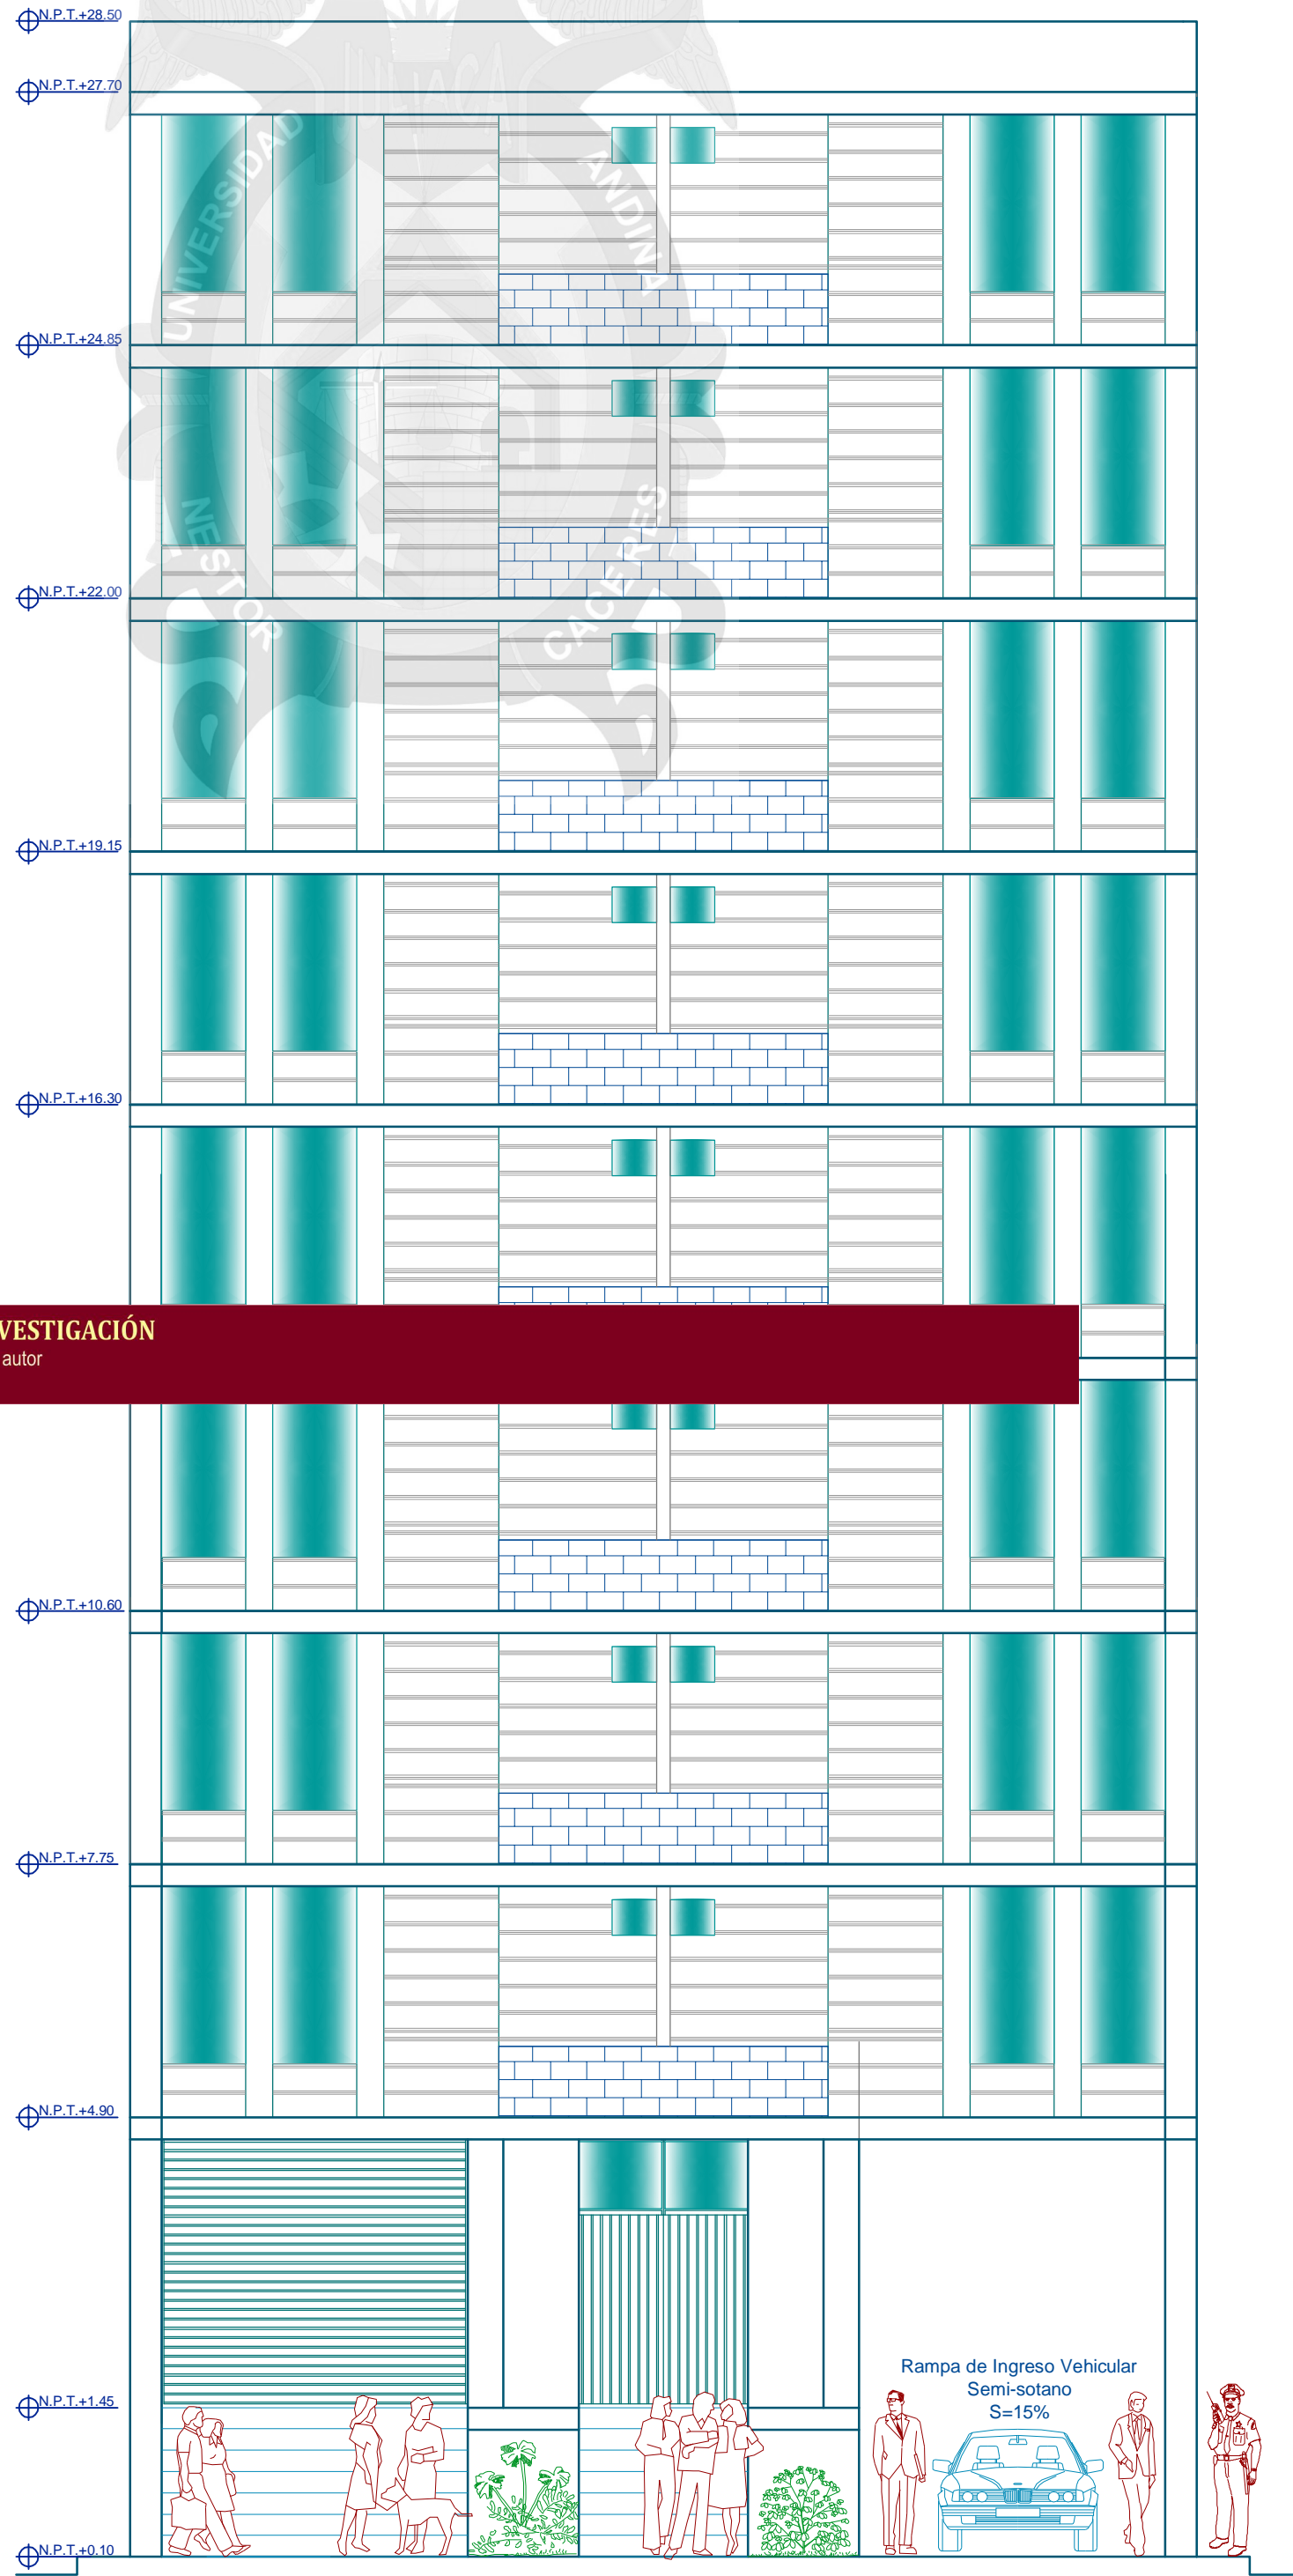 N.P.T.+28.50
N.P.T.+27.70
UNIVERSIDAD
JULIACA
ANDINA
N.P.T.+24.85
NESTOR
CACERES
N.P.T.+22.00
N.P.T.+19.15
N.P.T.+16.30
VESTIGACIÓN
autor
N.P.T.+10.60
N.P.T.+7.75
N.P.T.+4.90
Rampa de Ingreso Vehicular
Semi-sotano
S=15%
N.P.T.+1.45
N.P.T.+0.10